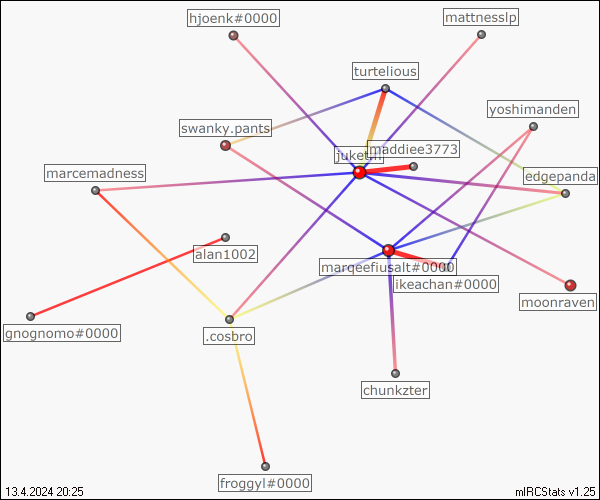 hjoenk#0000
mattnesslp
turtelious
yoshimanden
swanky.pants
maddiee3773
marcemadness
edgepanda
alan1002
marqeefiusalt#0000
ikeachan#0000
moonraven
gnognomo#0000
.cosbro
chunkzter
froggyl#0000
13.4.2024 20:25
mIRCStats v1.25